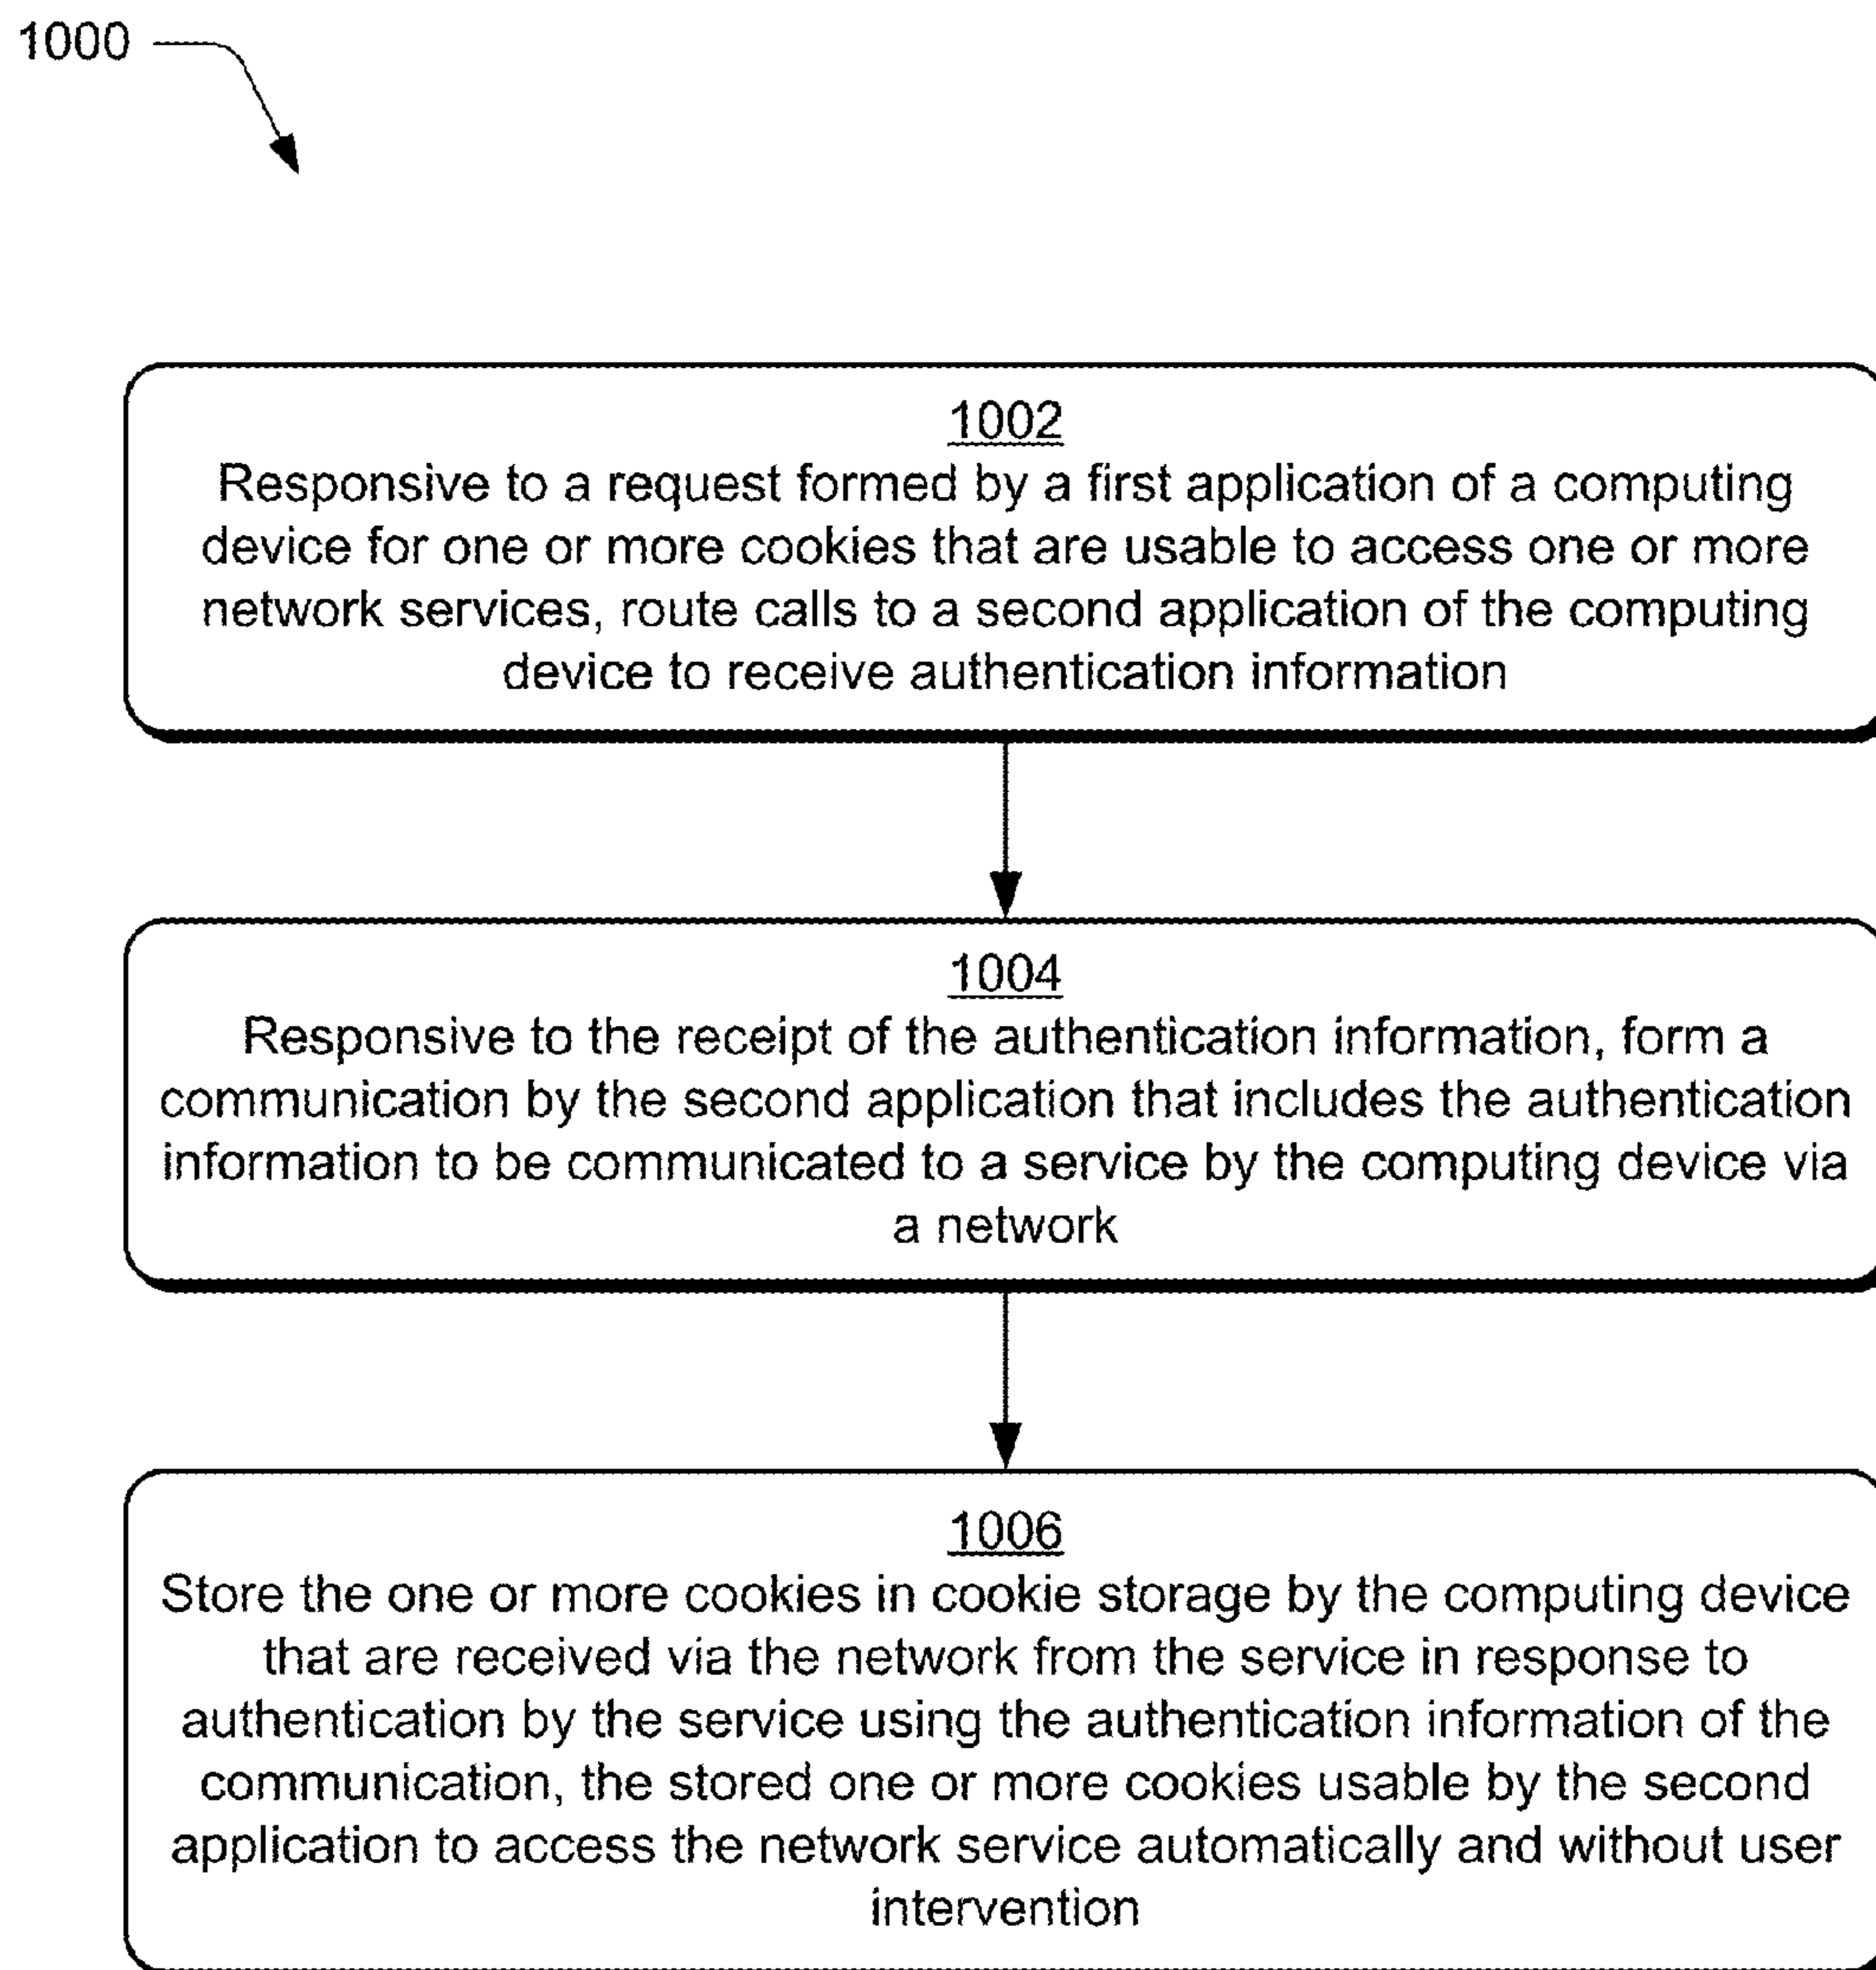 1000
1002
Responsive to a request formed by a first application of a computing
device for one or more cookies that are usable to access one or more
network services, route calls to a second application of the computing
device to receive authentication information
1004
Responsive to the receipt of the authentication information, form a
communication by the second application that includes the authentication
information to be communicated to a service by the computing device via
a network
1006
Store the one or more cookies in cookie storage by the computing device
that are received via the network from the service in response to
authentication by the service using the authentication information of the
communication, the stored one or more cookies usable by the second
application to access the network service automatically and without user
intervention